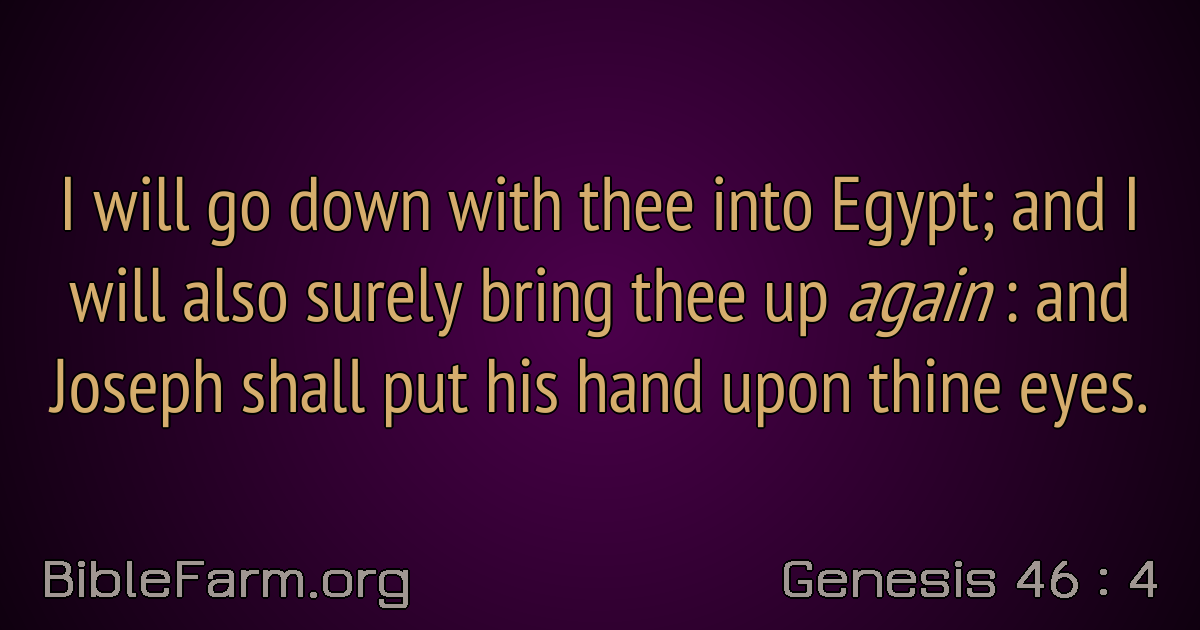 I will go down with thee into Egypt; and I
will also surely bring thee up again : and
Joseph shall put his hand upon thine eyes.
BibleFarm.org
Genesis 46 : 4